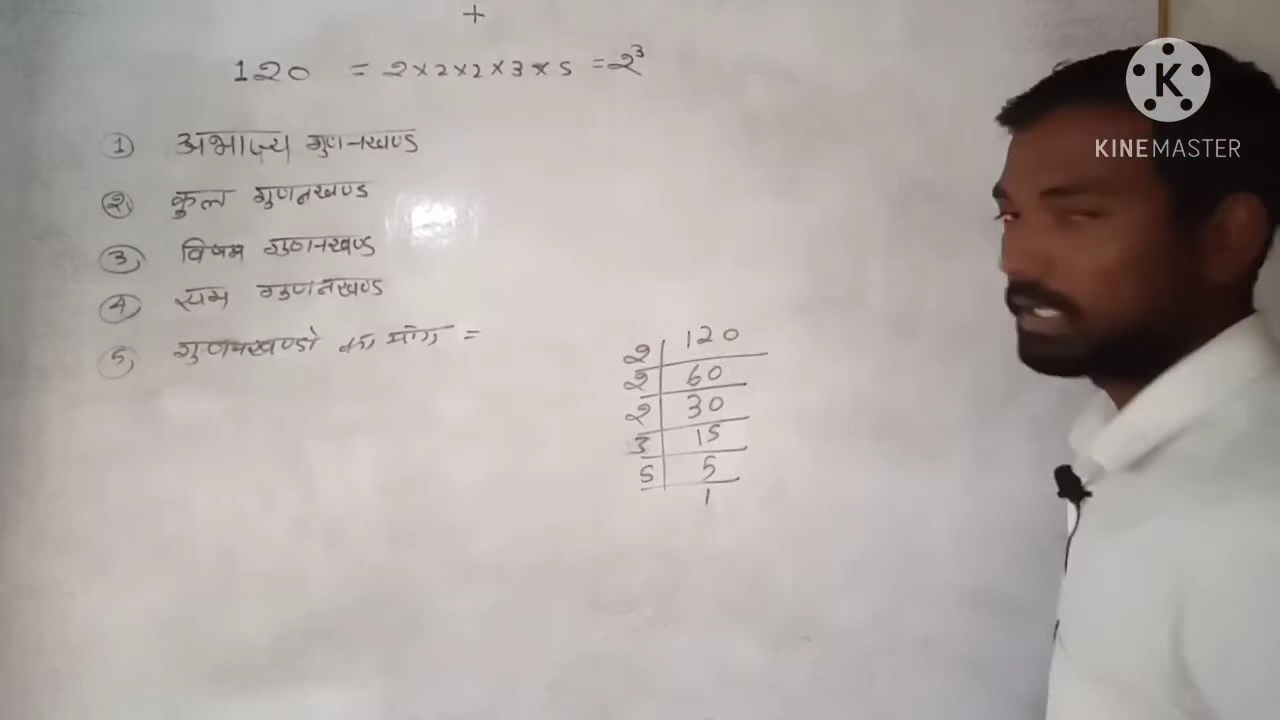 +
120 = 2×2×2×3×5 = 2³
① अभाज्य गुणनखण्ड
② कुल गुणनखण्ड
③ विषम गुणनखण्ड
④ सम गुणनखण्ड
⑤ गुणनखण्डो का योग =
2 | 120
2 | 60
2 | 30
3 | 15
5 | 5
1
K
KINEMASTER